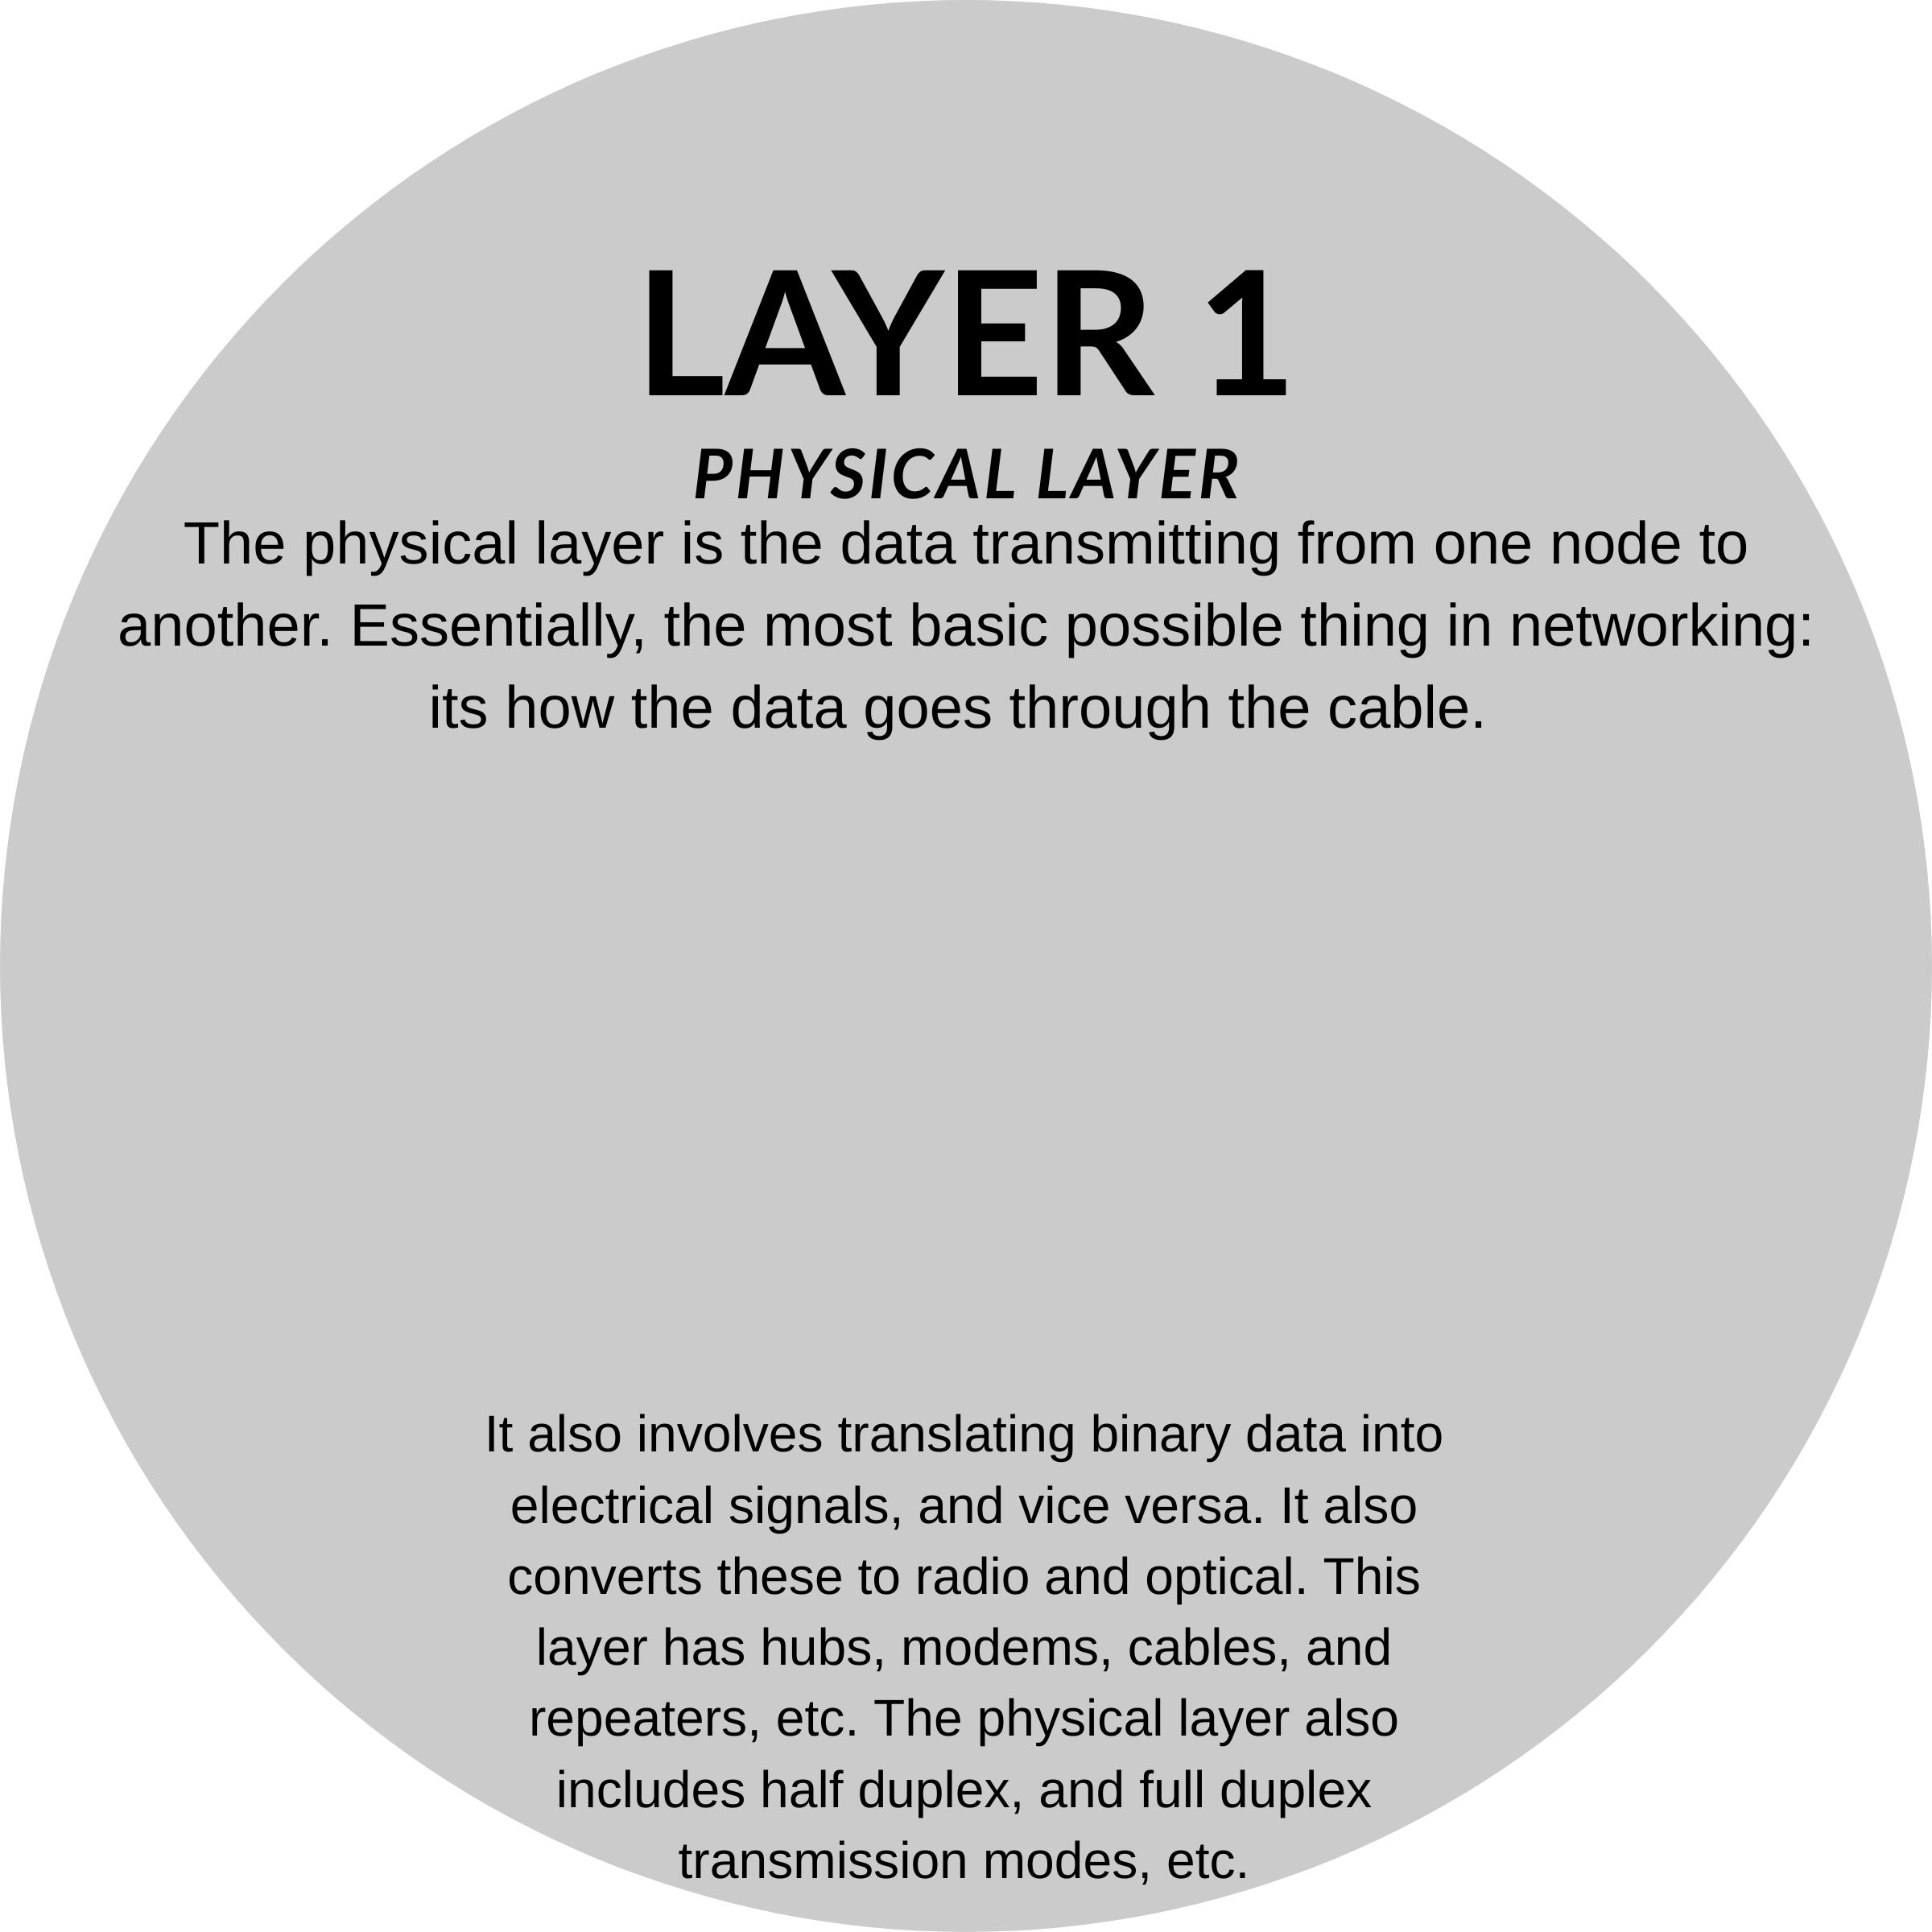 LAYER 1
PHYSICAL LAYER
The physical layer is the data transmitting from one node to
another. Essentially, the most basic possible thing in networking:
its how the data goes through the cable.
It also involves translating binary data into
electrical signals, and vice versa. It also
converts these to radio and optical. This
layer has hubs, modems, cables, and
repeaters, etc. The physical layer also
includes half duplex, and full duplex
transmission modes, etc.